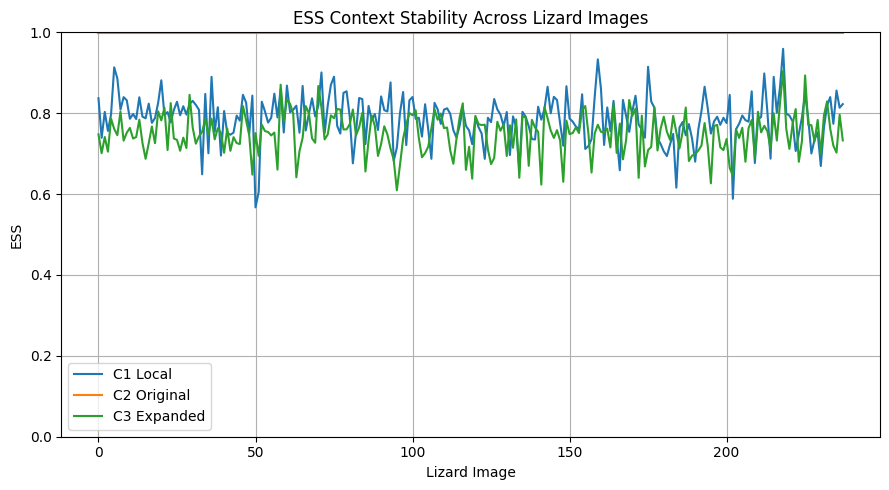 ESS Context Stability Across Lizard Images
1.0
0.8
0.6
0.4
0.2
0.0
ESS
C1 Local
C2 Original
C3 Expanded
0 50 100 150 200
Lizard Image